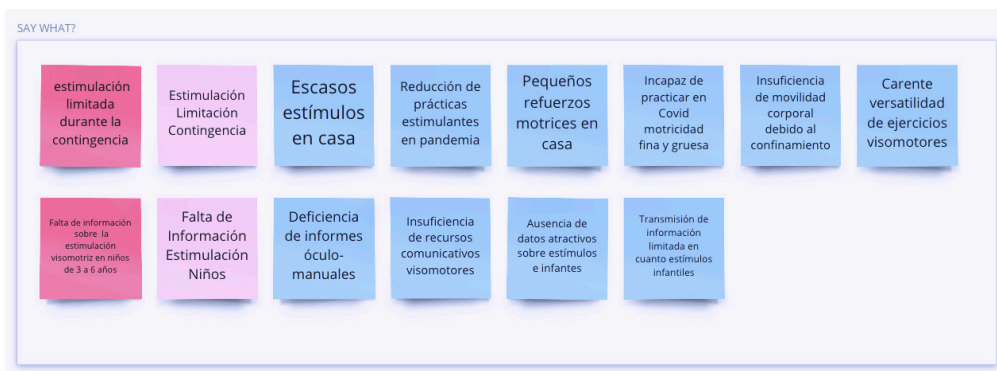 SAY WHAT?
estimulación
limitada
durante la
contingencia
Estimulación
Limitación
Contingencia
Escasos
estímulos
en casa
Reducción de
prácticas
estimulantes
en pandemia
Pequeños
refuerzos
motrices en
casa
Incapaz de
practicar en
Covid
motricidad
fina y gruesa
Insuficiencia
de movilidad
corporal
debido al
confinamiento
Carente
versatilidad
de ejercicios
visomotores
Falta de información
sobre la
estimulación
visomotriz en niños
de 3 a 6 años
Falta de
Información
Estimulación
Niños
Deficiencia
de informes
óculo-
manuales
Insuficiencia
de recursos
comunicativos
visomotores
Ausencia de
datos atractivos
sobre estímulos
e infantes
Transmisión de
información
limitada en
cuanto estímulos
infantiles